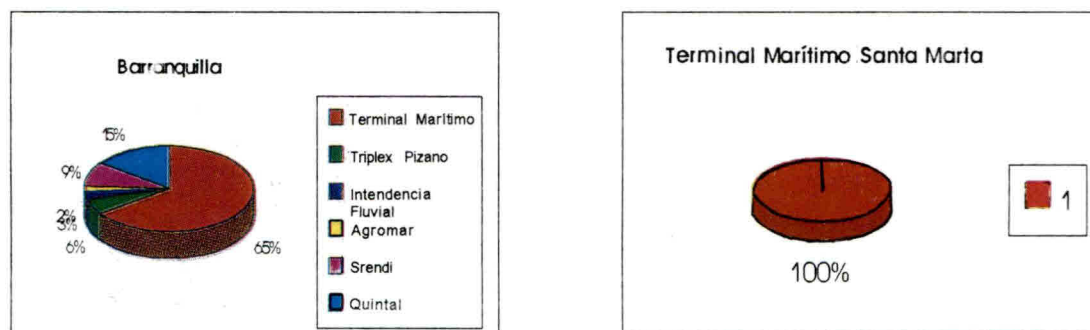 Barranquilla
15%
9%
2%
3%
6%
65%
Terminal Marítimo
Triplex Pizano
Intendencia
Fluvial
Agromar
Srendi
Quintal
Terminal Marítimo Santa Marta
100%
1